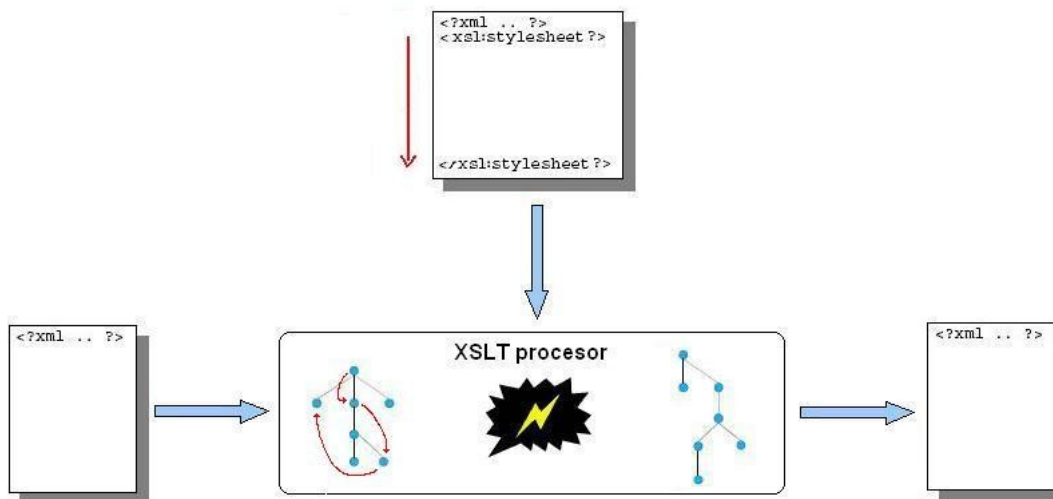 <?xml .. ?>
<xsl:stylesheet ?>
</xsl:stylesheet ?>
<?xml .. ?>
XSLT procesor
<?xml .. ?>